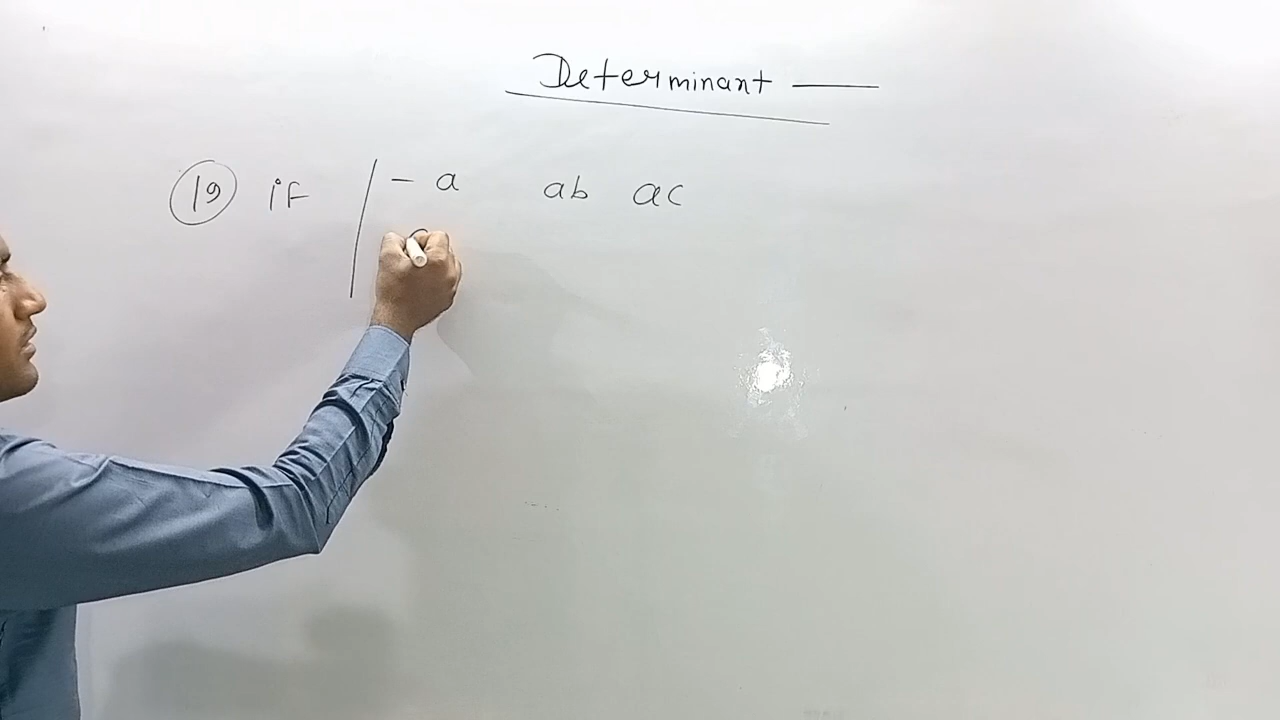 Determinant —
19 if | - a ab ac